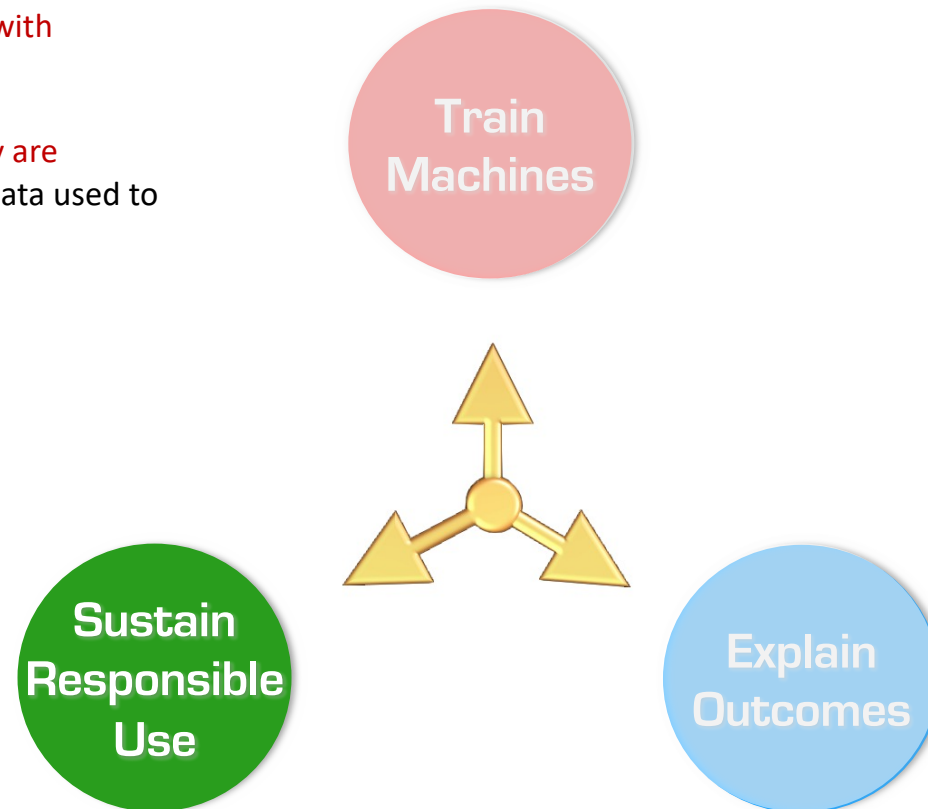 with
y are
ata used to
Train
Machines
Sustain
Responsible
Use
Explain
Outcomes